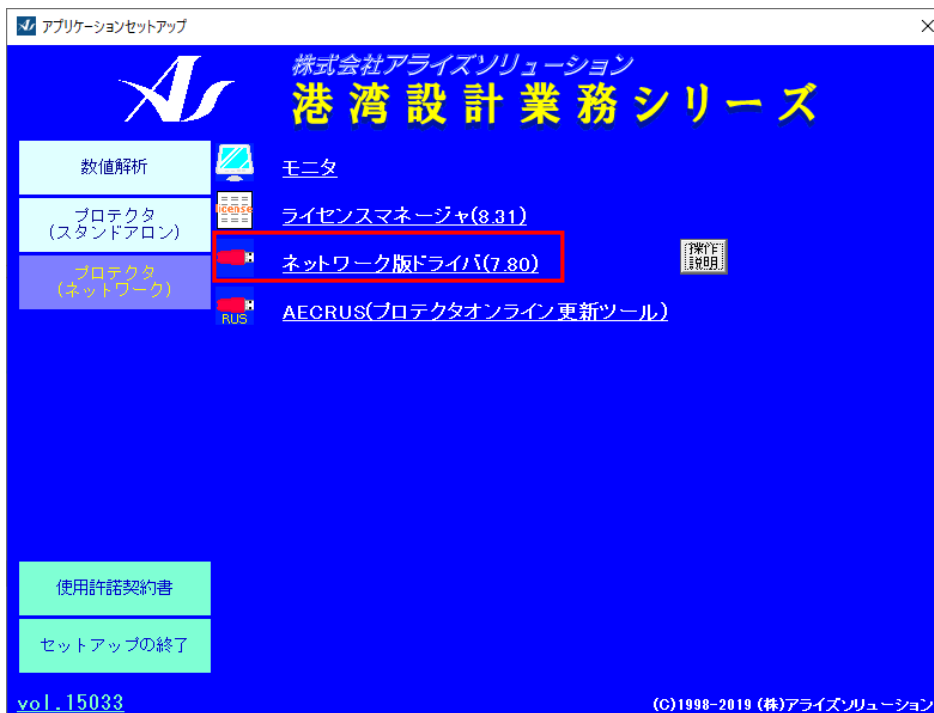 アプリケーションセットアップ
株式会社アライズソリューション
港湾設計業務シリーズ
数値解析
プロテクタ
(スタンドアロン)
プロテクタ
(ネットワーク)
モニタ
license
ライセンスマネージャ(8.31)
ネットワーク版ドライバ(7.80)
操作
説明
RUS
AECRUS(プロテクタオンライン更新ツール)
使用許諾契約書
セットアップの終了
vol.15033
(C)1998-2019 (株)アライズソリューション